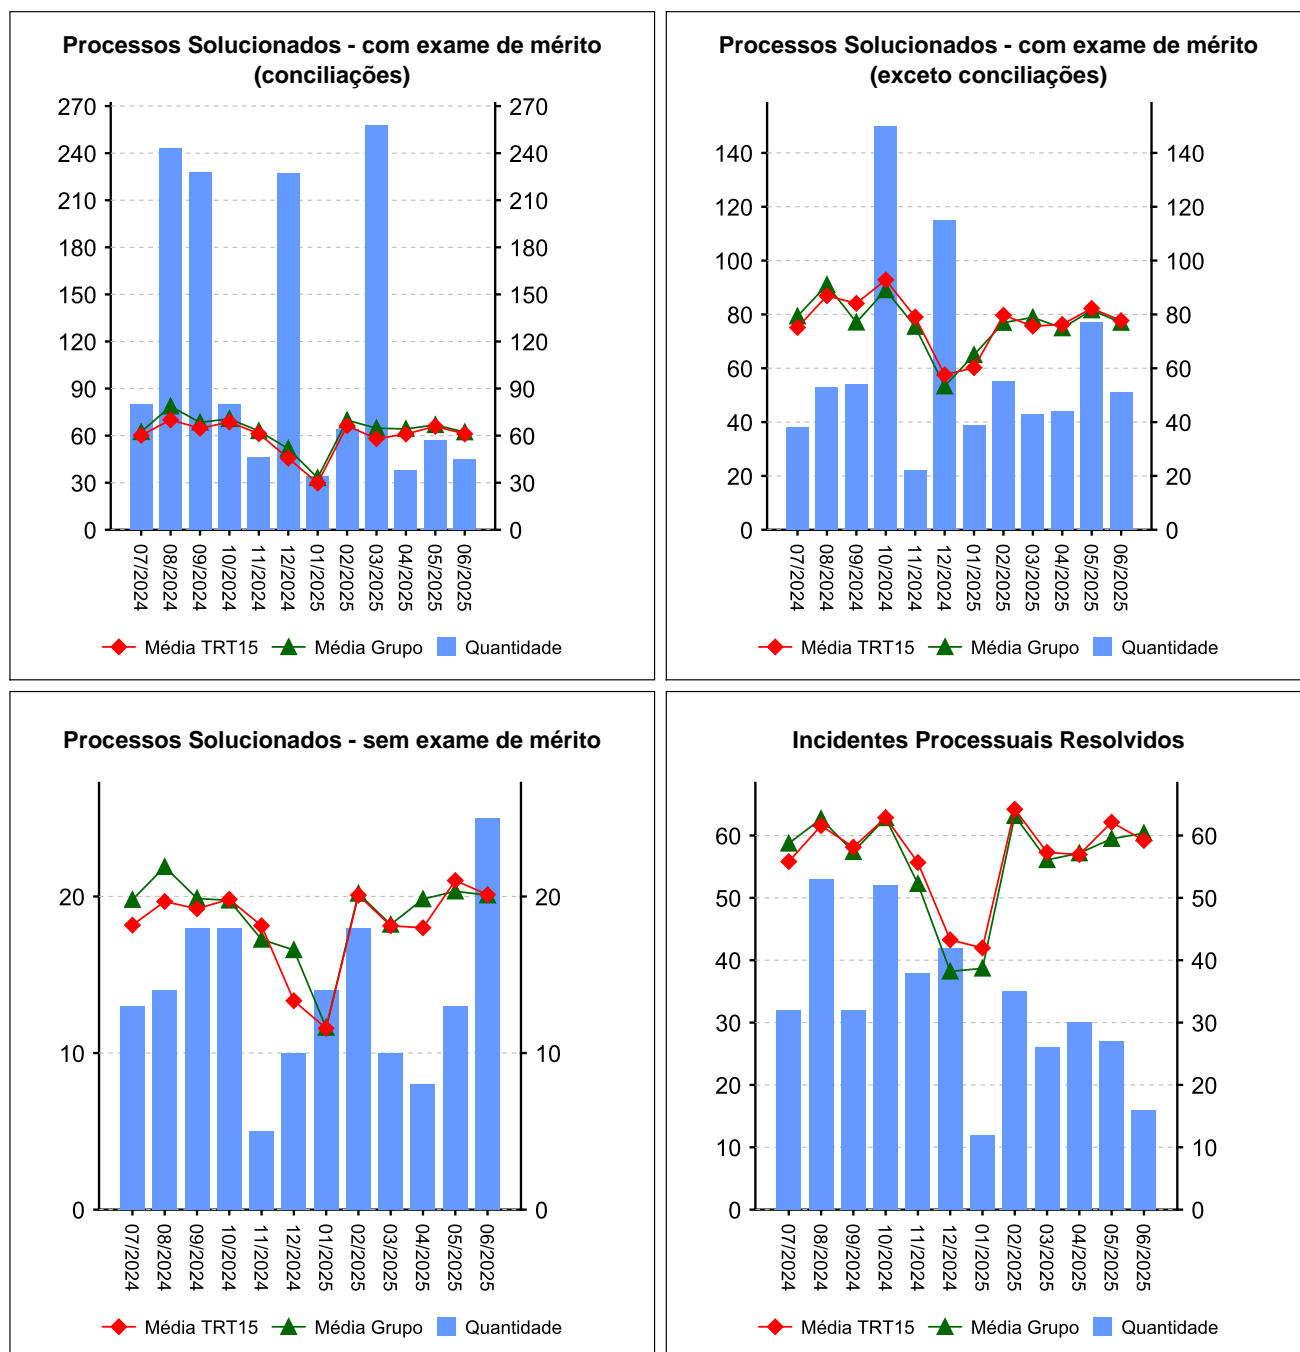 Processos Solucionados - com exame de mérito
(conciliações)
270 270
240 240
210 210
180 180
150 150
120 120
90 90
60 60
30 30
0 0
07/2024 08/2024 09/2024 10/2024 11/2024 12/2024 01/2025 02/2025 03/2025 04/2025 05/2025 06/2025
Média TRT15 Média Grupo Quantidade
Processos Solucionados - com exame de mérito
(exceto conciliações)
140 140
120 120
100 100
80 80
60 60
40 40
20 20
0 0
07/2024 08/2024 09/2024 10/2024 11/2024 12/2024 01/2025 02/2025 03/2025 04/2025 05/2025 06/2025
Média TRT15 Média Grupo Quantidade
Processos Solucionados - sem exame de mérito
20 20
10 10
0 0
07/2024 08/2024 09/2024 10/2024 11/2024 12/2024 01/2025 02/2025 03/2025 04/2025 05/2025 06/2025
Média TRT15 Média Grupo Quantidade
Incidentes Processuais Resolvidos
60 60
50 50
40 40
30 30
20 20
10 10
0 0
07/2024 08/2024 09/2024 10/2024 11/2024 12/2024 01/2025 02/2025 03/2025 04/2025 05/2025 06/2025
Média TRT15 Média Grupo Quantidade